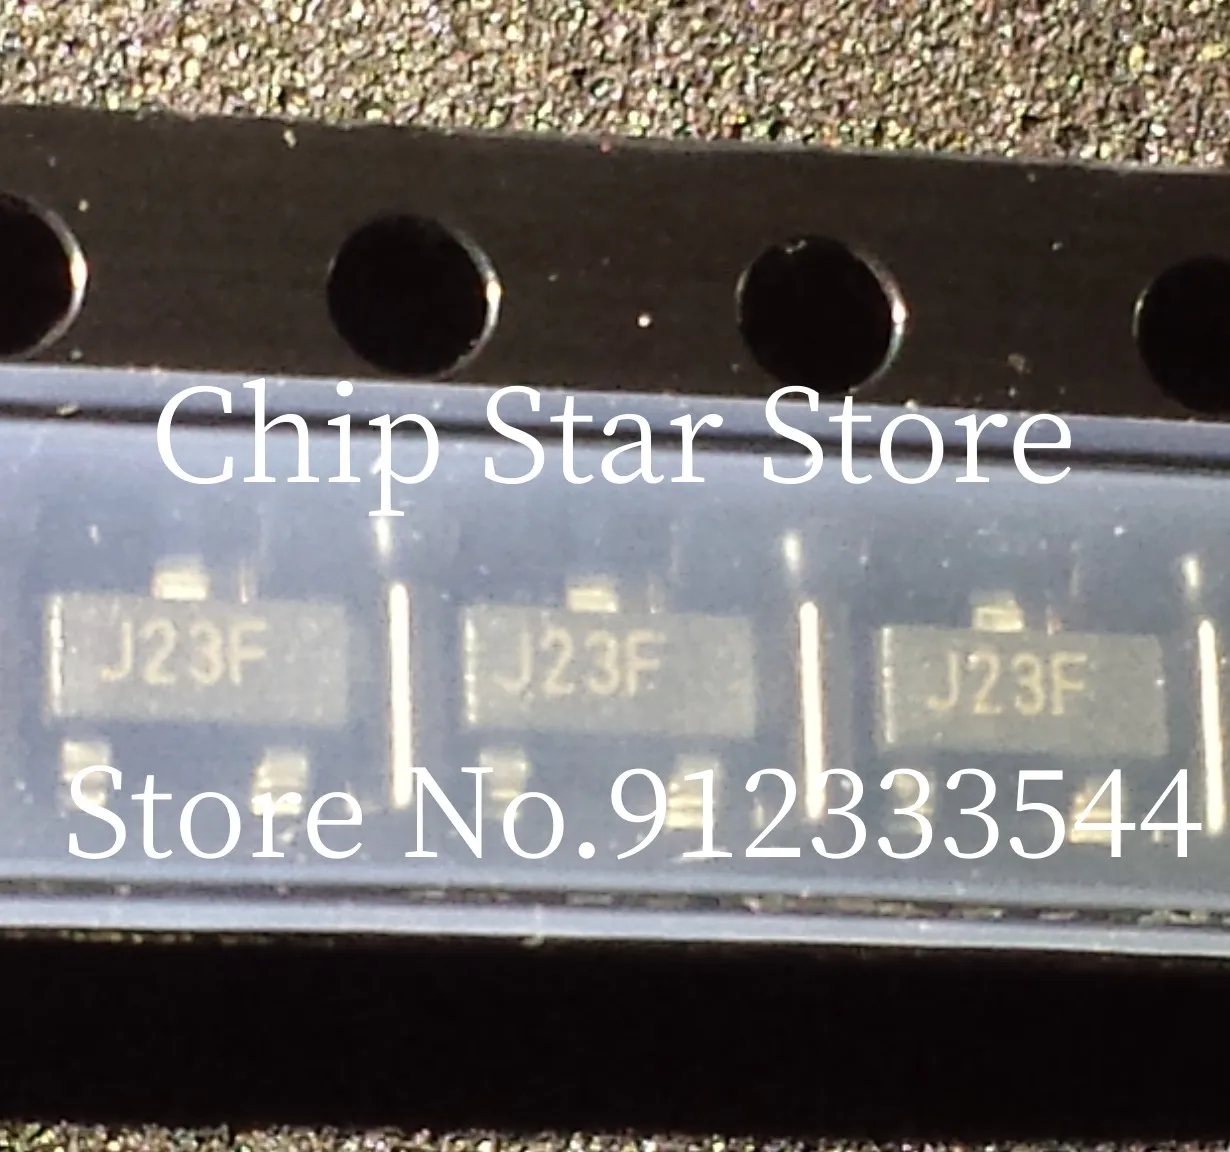 Chip Star Store
J23F J23F J23F
Store No.912333544